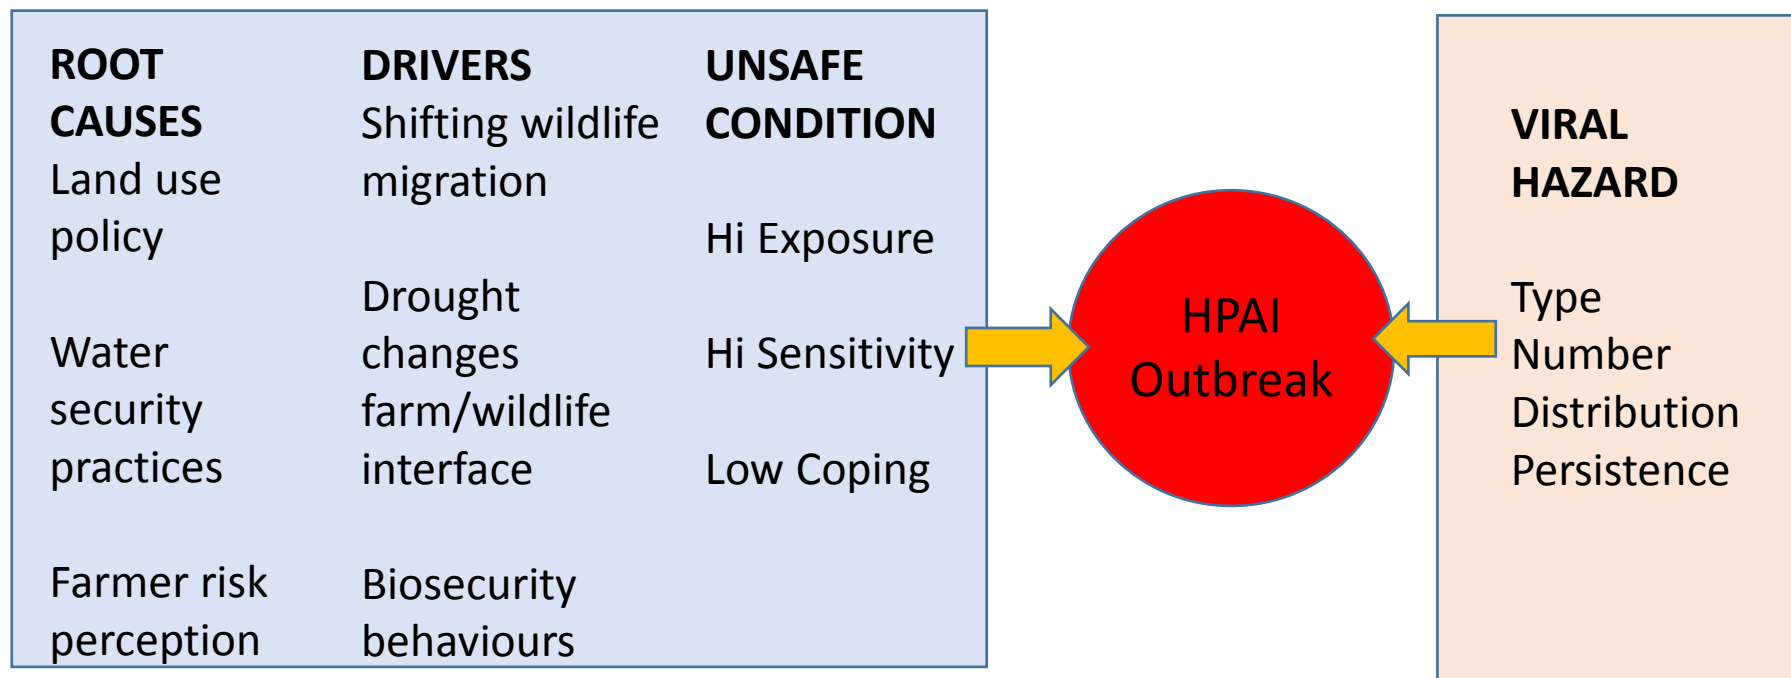 ROOT
CAUSES
Land use
policy
Water
security
practices
Farmer risk
perception
DRIVERS
Shifting wildlife
migration
Drought
changes
farm/wildlife
interface
Biosecurity
behaviours
UNSAFE
CONDITION
Hi Exposure
Hi Sensitivity
Low Coping
HPAI
Outbreak
VIRAL
HAZARD
Type
Number
Distribution
Persistence